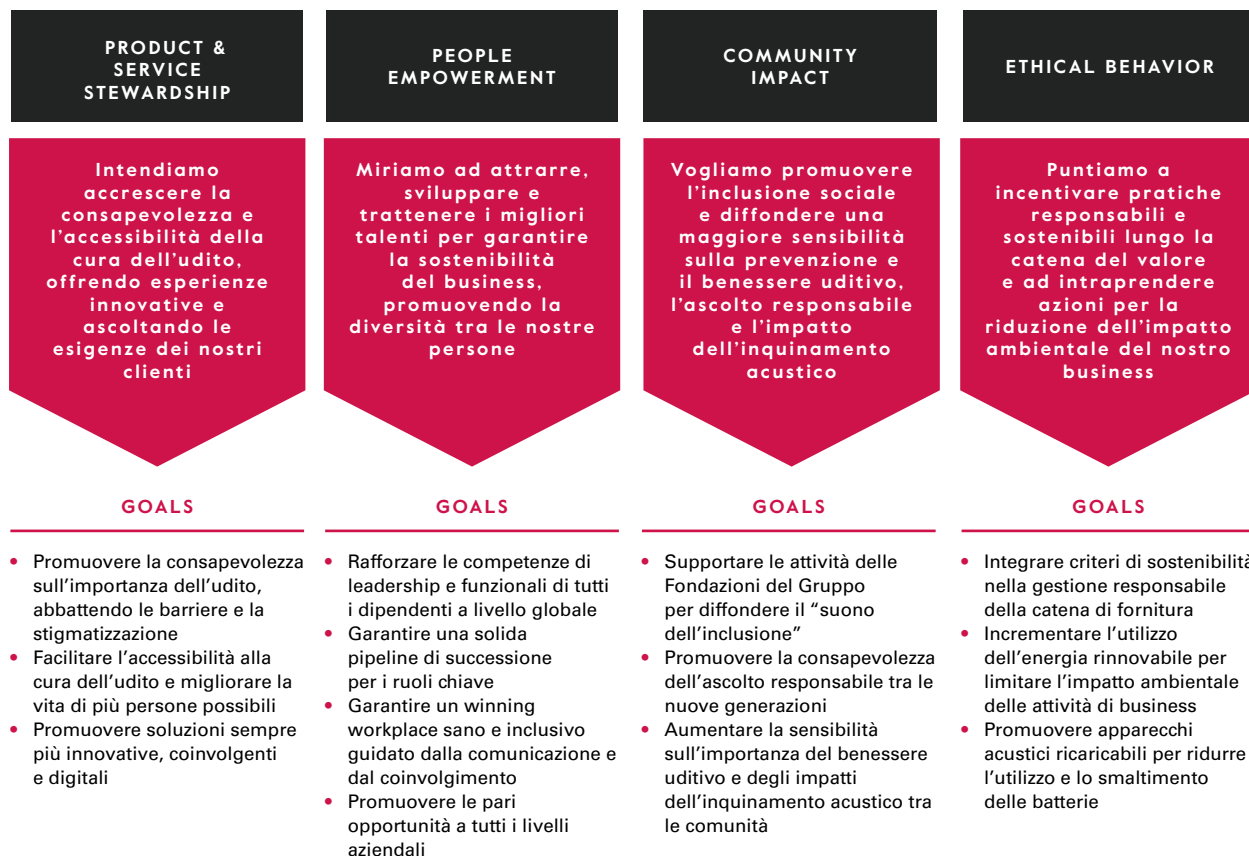 PRODUCT &
SERVICE
STEWARDSHIP
Intendiamo
accrescere la
consapevolezza e
l'accessibilità della
cura dell'udito,
offrendo esperienze
innovative e
ascoltando le
esigenze dei nostri
clienti
GOALS
• Promuovere la consapevolezza
sull'importanza dell'udito,
abbattendo le barriere e la
stigmatizzazione
• Facilitare l'accessibilità alla
cura dell'udito e migliorare la
vita di più persone possibili
• Promuovere soluzioni sempre
più innovative, coinvolgenti
e digitali
PEOPLE
EMPOWERMENT
Miriamo ad attrarre,
sviluppare e
trattenere i migliori
talenti per garantire
la sostenibilità
del business,
promuovendo la
diversità tra le nostre
persone
GOALS
• Rafforzare le competenze di
leadership e funzionali di tutti
i dipendenti a livello globale
• Garantire una solida
pipeline di successione
per i ruoli chiave
• Garantire un winning
workplace sano e inclusivo
guidato dalla comunicazione e
dal coinvolgimento
• Promuovere le pari
opportunità a tutti i livelli
aziendali
COMMUNITY
IMPACT
Vogliamo promuovere
l'inclusione sociale
e diffondere una
maggiore sensibilità
sulla prevenzione e
il benessere uditivo,
l'ascolto responsabile
e l'impatto
dell'inquinamento
acustico
GOALS
• Supportare le attività delle
Fondazioni del Gruppo
per diffondere il “suono
dell'inclusione”
• Promuovere la consapevolezza
dell'ascolto responsabile tra le
nuove generazioni
• Aumentare la sensibilità
sull'importanza del benessere
uditivo e degli impatti
dell'inquinamento acustico tra
le comunità
ETHICAL BEHAVIOR
Puntiamo a
incentivare pratiche
responsabili e
sostenibili lungo la
catena del valore
e ad intraprendere
azioni per la
riduzione dell'impatto
ambientale del nostro
business
GOALS
• Integrare criteri di sostenibilità
nella gestione responsabile
della catena di fornitura
• Incrementare l'utilizzo
dell'energia rinnovabile per
limitare l'impatto ambientale
delle attività di business
• Promuovere apparecchi
acustici ricaricabili per ridurre
l'utilizzo e lo smaltimento
delle batterie